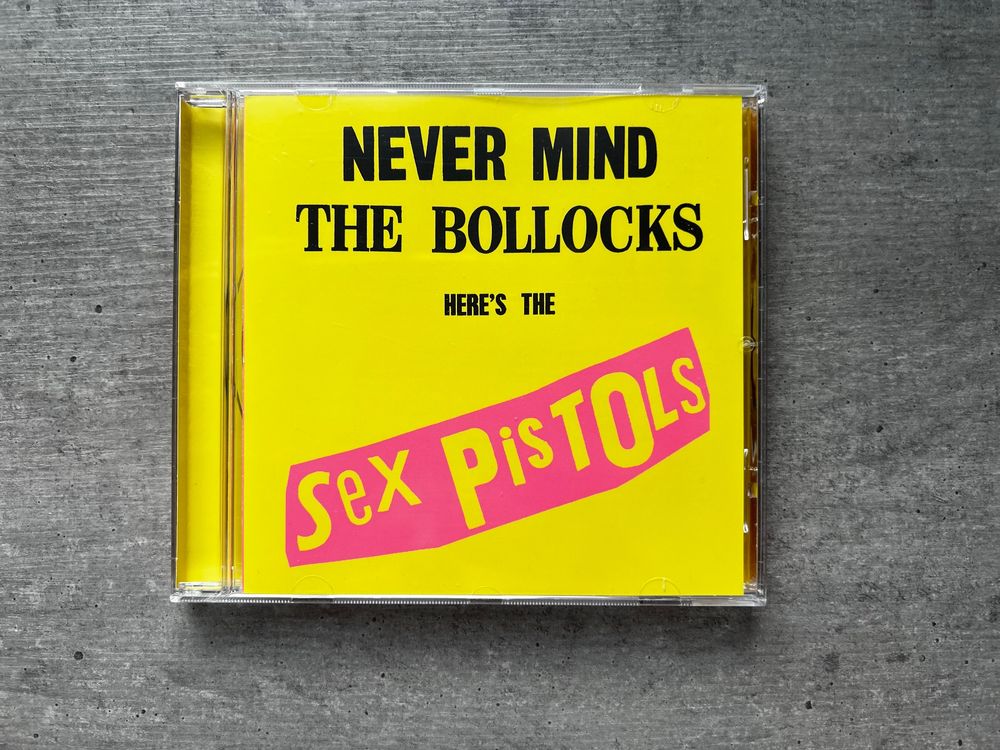 NEVER MIND
THE BOLLOCKS
HERE'S THE
Sex PiSTOLS